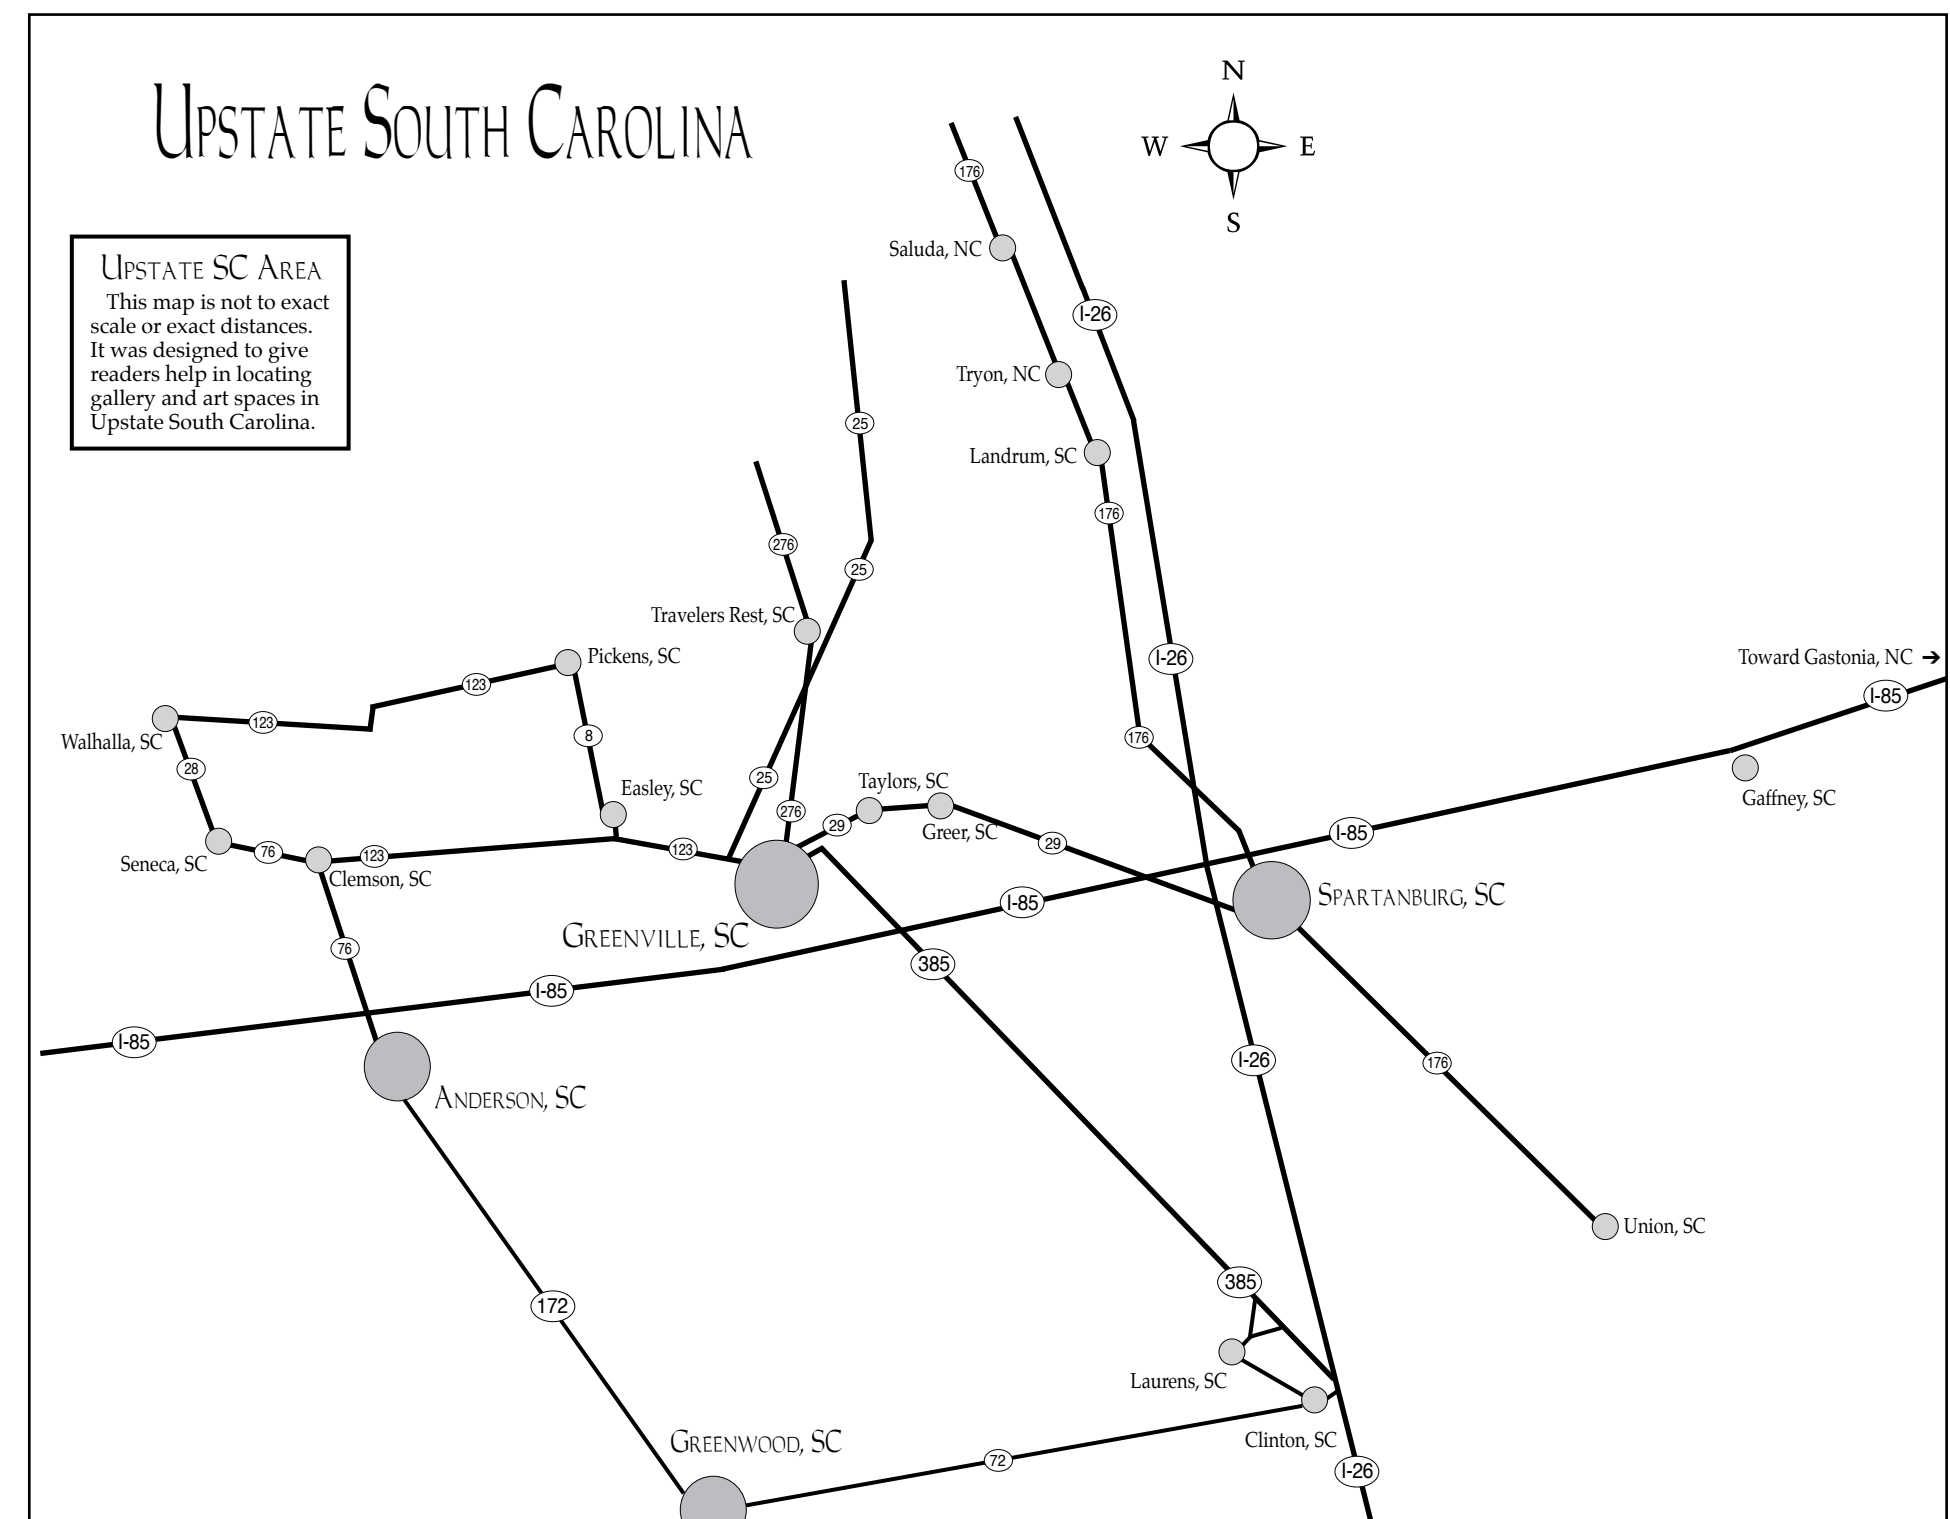 Upstate South Carolina
N
W
E
S
Upstate SC Area
This map is not to exact
scale or exact distances.
It was designed to give
readers help in locating
gallery and art spaces in
Upstate South Carolina.
176
Saluda, NC
I-26
Tryon, NC
25
Landrum, SC
176
276
25
Travelers Rest, SC
Pickens, SC
I-26
Toward Gastonia, NC ➔
123
I-85
123
Walhalla, SC
8
176
28
25
Gaffney, SC
Easley, SC
Taylors, SC
276
29
Greer, SC
I-85
29
Seneca, SC
76
123
123
Clemson, SC
Spartanburg, SC
I-85
Greenville, SC
76
385
I-85
I-85
I-26
176
Anderson, SC
Union, SC
385
172
Laurens, SC
Greenwood, SC
Clinton, SC
72
I-26